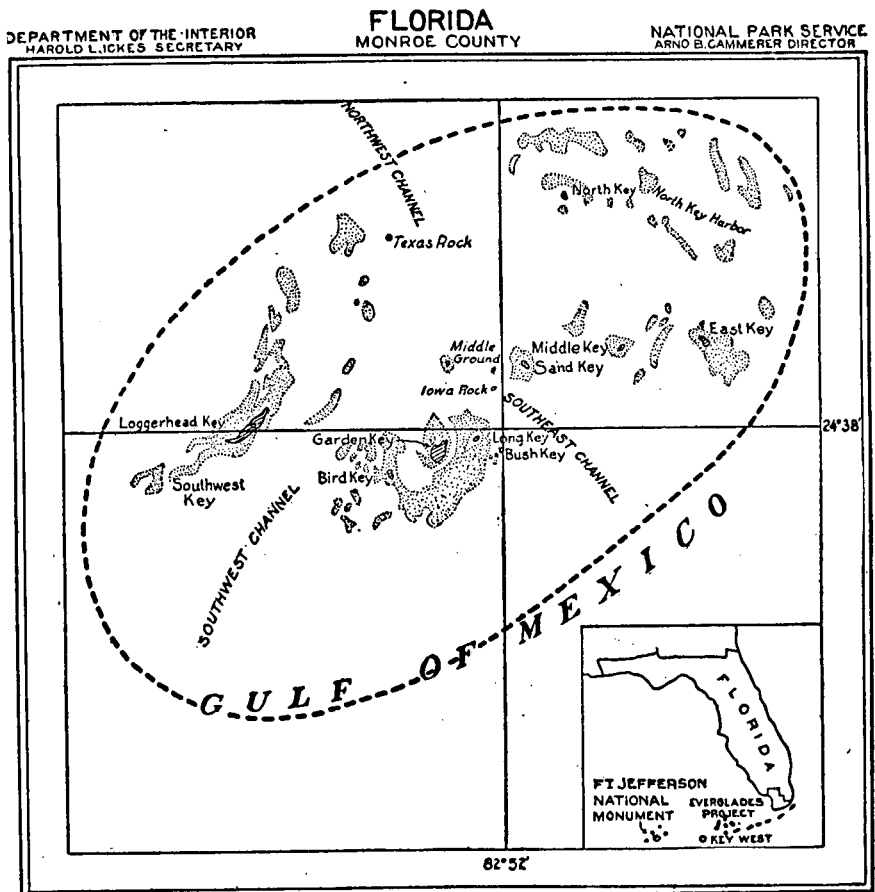 FLORIDA
MONROE COUNTY
DEPARTMENT OF THE INTERIOR
HAROLD L. ICKES SECRETARY
NATIONAL PARK SERVICE
ARNO B. CAMMERER DIRECTOR
NORTHWEST CHANNEL
North Key
North Key Harbor
Texas Rock
East Key
Middle
Ground
Middle Key
Sand Key
Iowa Rock
Loggerhead Key
SOUTHEAST CHANNEL
24°38'
Garden Key
Long Key
Bush Key
Bird Key
Southwest
Key
SOUTHWEST CHANNEL
GULF OF MEXICO
FLORIDA
FT JEFFERSON
NATIONAL
MONUMENT
EVERGLADES
PROJECT
KEY WEST
82°52'